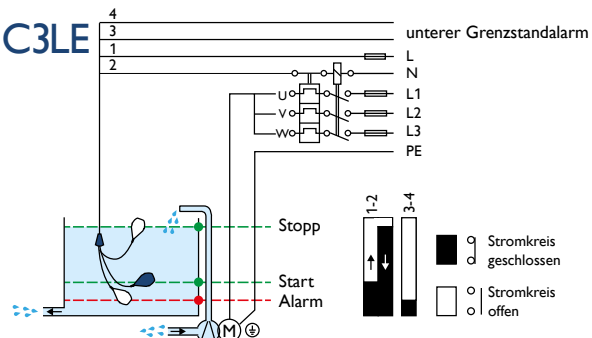 C3LE
4
3
1
2
unterer Grenzstandalarm
L
N
U
L1
V
L2
W
L3
PE
Stopp
Start
Alarm
M
1-2
3-4
Stromkreis
geschlossen
Stromkreis
offen